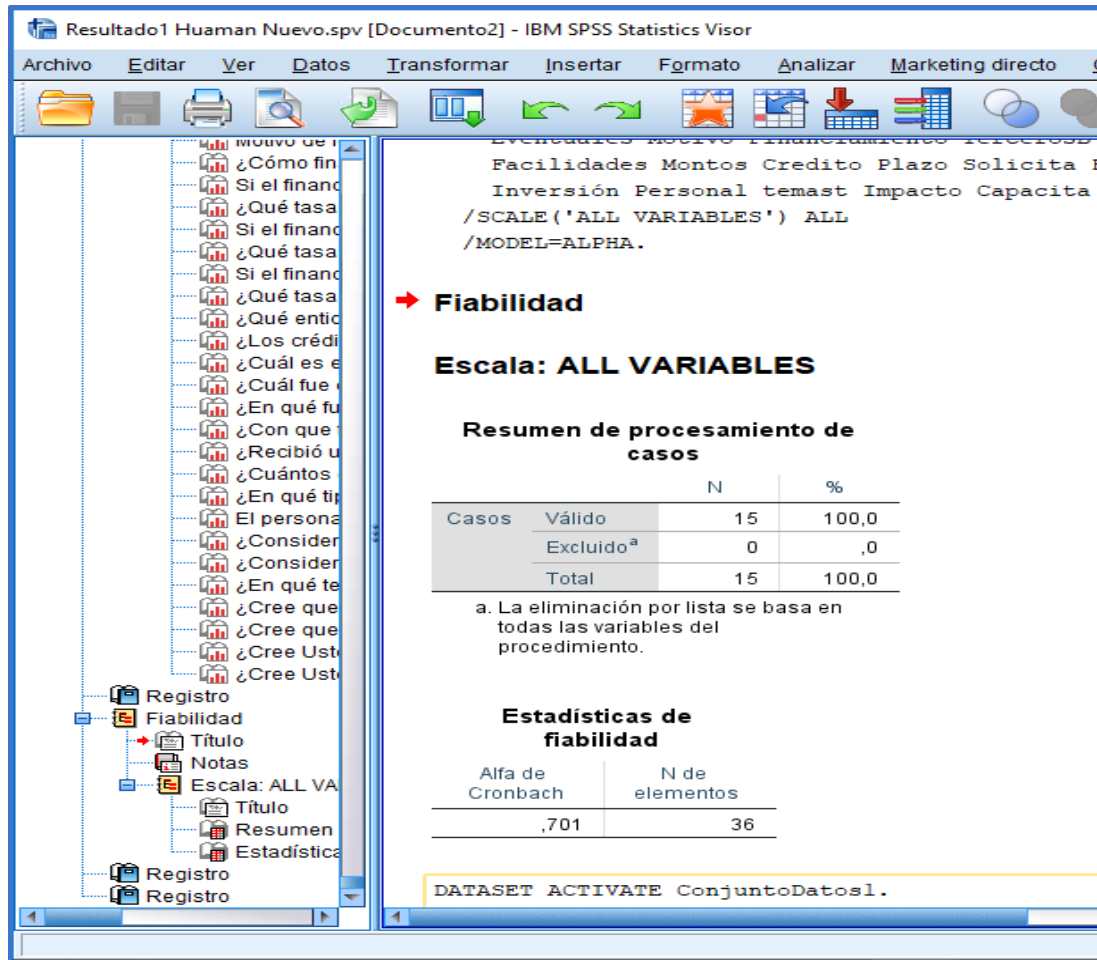 Resultado1 Huaman Nuevo.spv [Documento2] - IBM SPSS Statistics Visor
Archivo Editar Ver Datos Transformar Insertar Formato Analizar Marketing directo
Motivo de
¿Cómo fin
Si el financ
¿Qué tasa
Si el financ
¿Qué tasa
Si el financ
¿Qué tasa
¿Qué entid
¿Los crédi
¿Cuál es e
¿Cuál fue
¿En qué fu
¿Con que
¿Recibió u
¿Cuántos
¿En qué tip
El persona
¿Consider
¿Consider
¿En qué te
¿Cree que
¿Cree que
¿Cree Uste
¿Cree Uste
Registro
Fiabilidad
Título
Notas
Escala: ALL VA
Título
Resumen
Estadística
Registro
Registro
Eventuales Motivo Financiamiento
Facilidades Montos Credito Plazo Solicita
Inversión Personal temast Impacto Capacita
/SCALE('ALL VARIABLES') ALL
/MODEL=ALPHA.
Fiabilidad
Escala: ALL VARIABLES
Resumen de procesamiento de
casos
N %
Casos Válido 15 100,0
Excluidoª 0 ,0
Total 15 100,0
a. La eliminación por lista se basa en
todas las variables del
procedimiento.
Estadísticas de
fiabilidad
Alfa de N de
Cronbach elementos
,701 36
DATASET ACTIVATE ConjuntoDatos1.